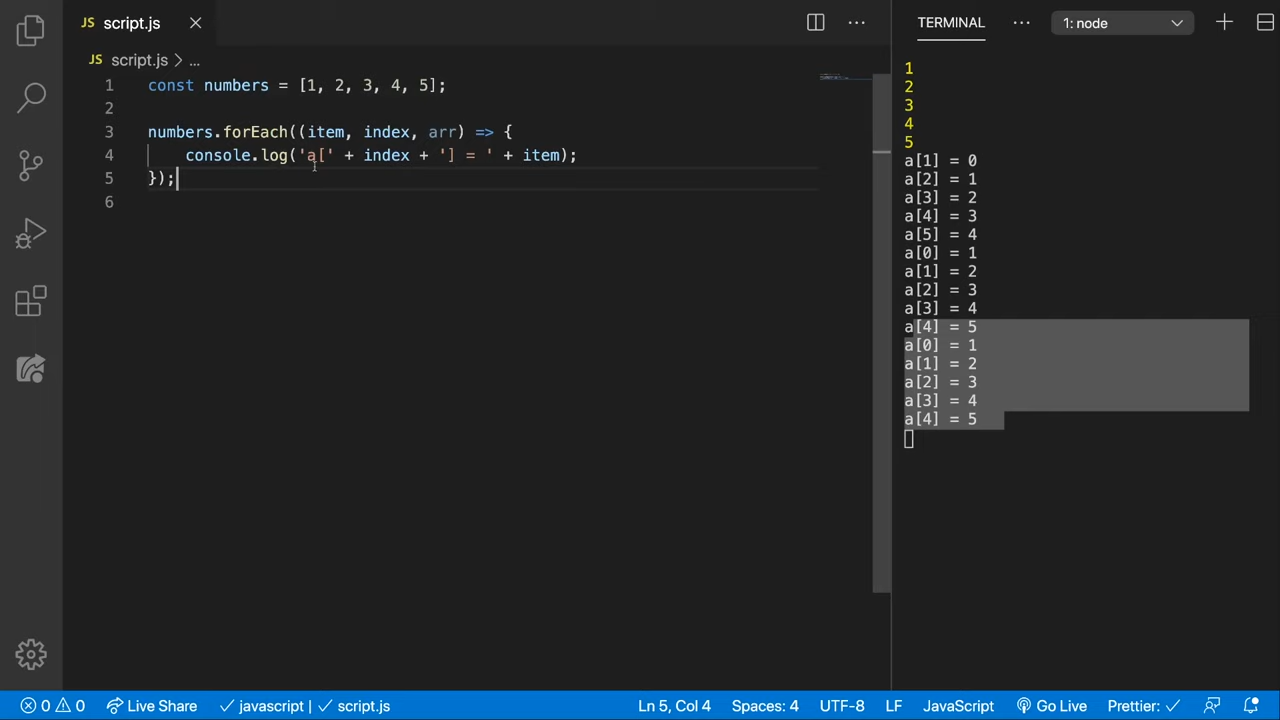 JS script.js ×
JS script.js > ...
1 const numbers = [1, 2, 3, 4, 5];
2
3 numbers.forEach((item, index, arr) => {
4     console.log('a[' + index + '] = ' + item);
5 });
6
TERMINAL ... 1: node
1
2
3
4
5
a[1] = 0
a[2] = 1
a[3] = 2
a[4] = 3
a[5] = 4
a[0] = 1
a[1] = 2
a[2] = 3
a[3] = 4
a[4] = 5
a[0] = 1
a[1] = 2
a[2] = 3
a[3] = 4
a[4] = 5
0 0 Live Share ✓ javascript | ✓ script.js Ln 5, Col 4 Spaces: 4 UTF-8 LF JavaScript Go Live Prettier: ✓